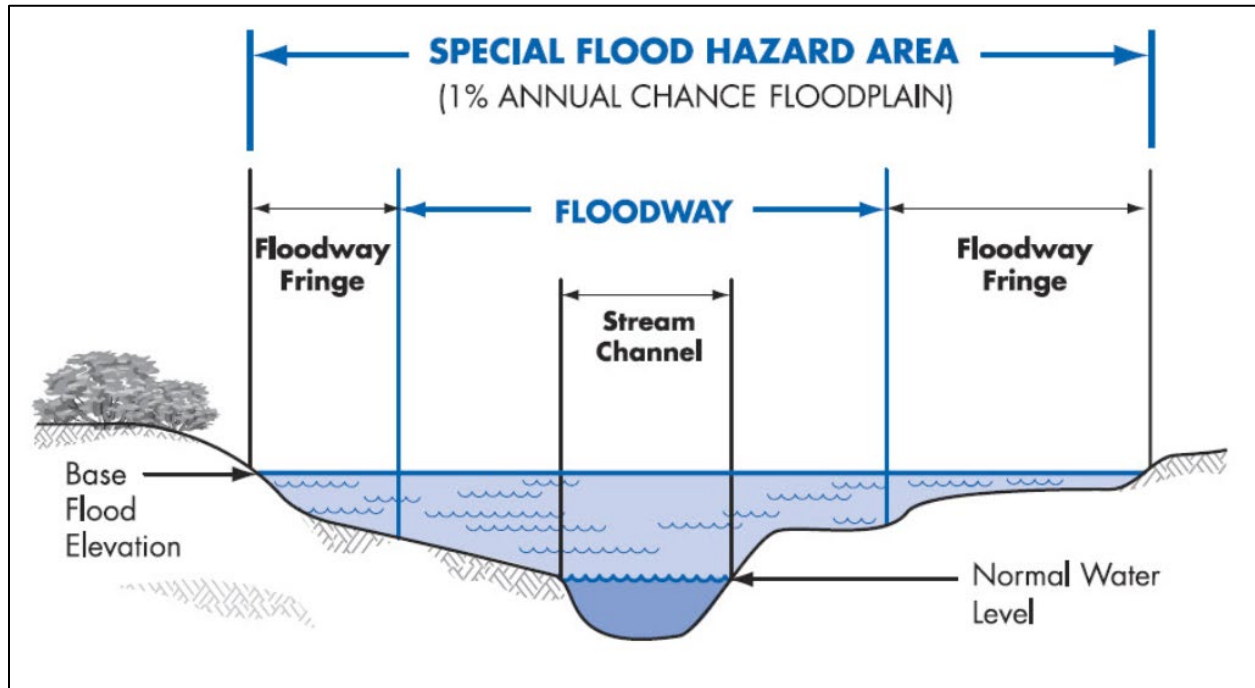 SPECIAL FLOOD HAZARD AREA
(1% ANNUAL CHANCE FLOODPLAIN)
FLOODWAY
Floodway
Fringe
Stream
Channel
Floodway
Fringe
Base
Flood
Elevation
Normal Water
Level